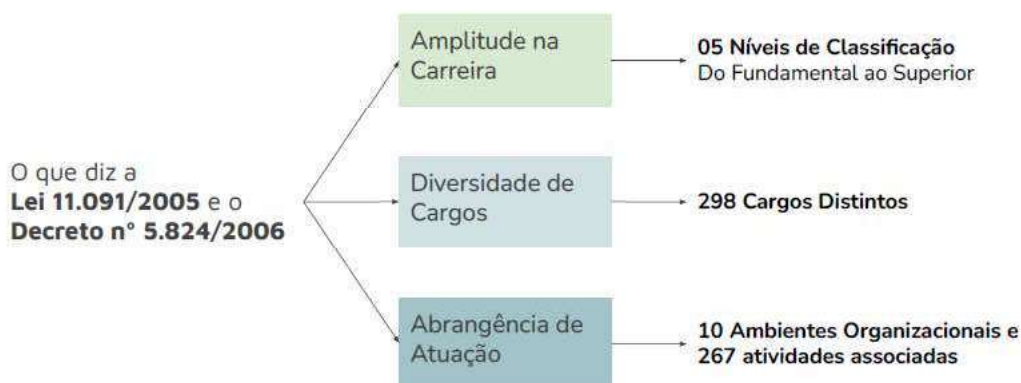 O que diz a
Lei 11.091/2005 e o
Decreto n° 5.824/2006
Amplitude na
Carreira
05 Níveis de Classificação
Do Fundamental ao Superior
Diversidade de
Cargos
298 Cargos Distintos
Abrangência de
Atuação
10 Ambientes Organizacionais e
267 atividades associadas